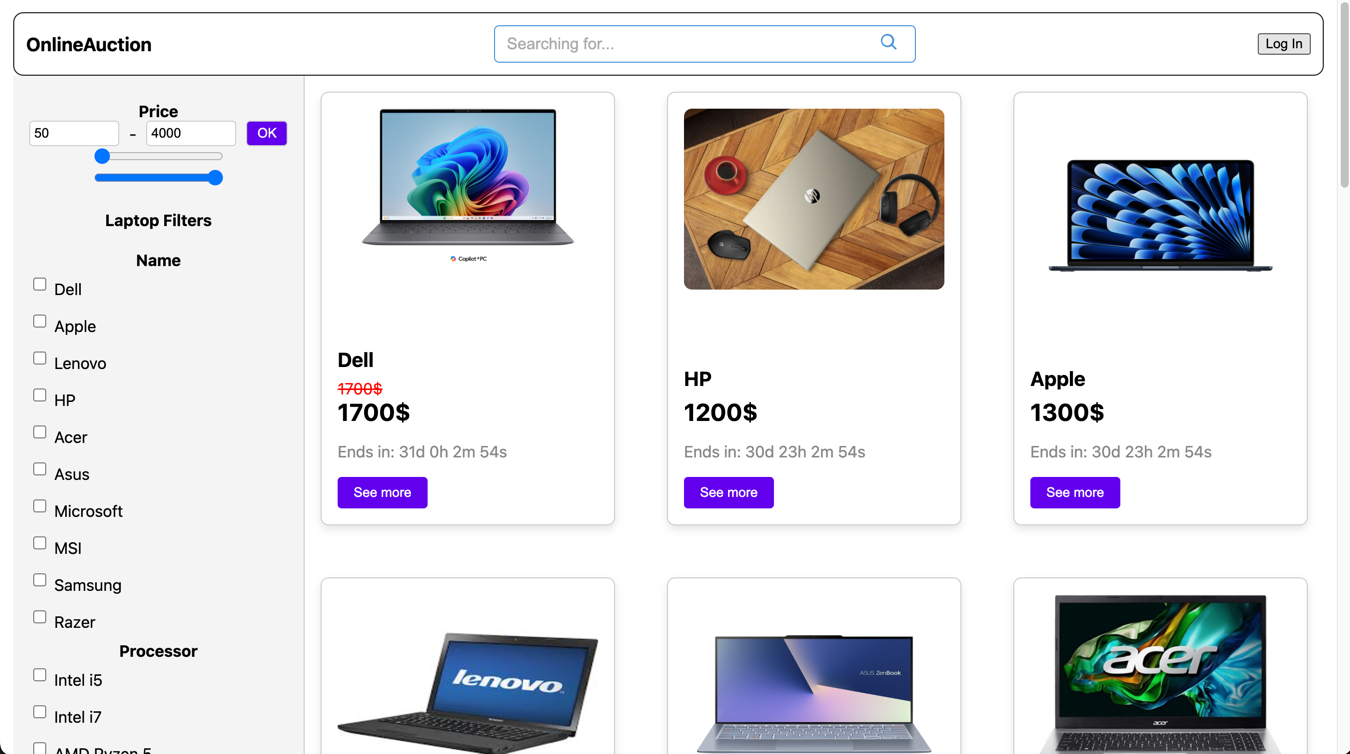 OnlineAuction
Searching for...
Log In
Price
50
-
4000
OK
Laptop Filters
Name
Dell
Apple
Lenovo
HP
Acer
Asus
Microsoft
MSI
Samsung
Razer
Processor
Intel i5
Intel i7
AMD Ryzen 5
Copilot+PC
Dell
1700$
1700$
Ends in: 31d 0h 2m 54s
See more
hp
HP
1200$
Ends in: 30d 23h 2m 54s
See more
Apple
1300$
Ends in: 30d 23h 2m 54s
See more
lenovo
ASUS ZenBook
acer
acer